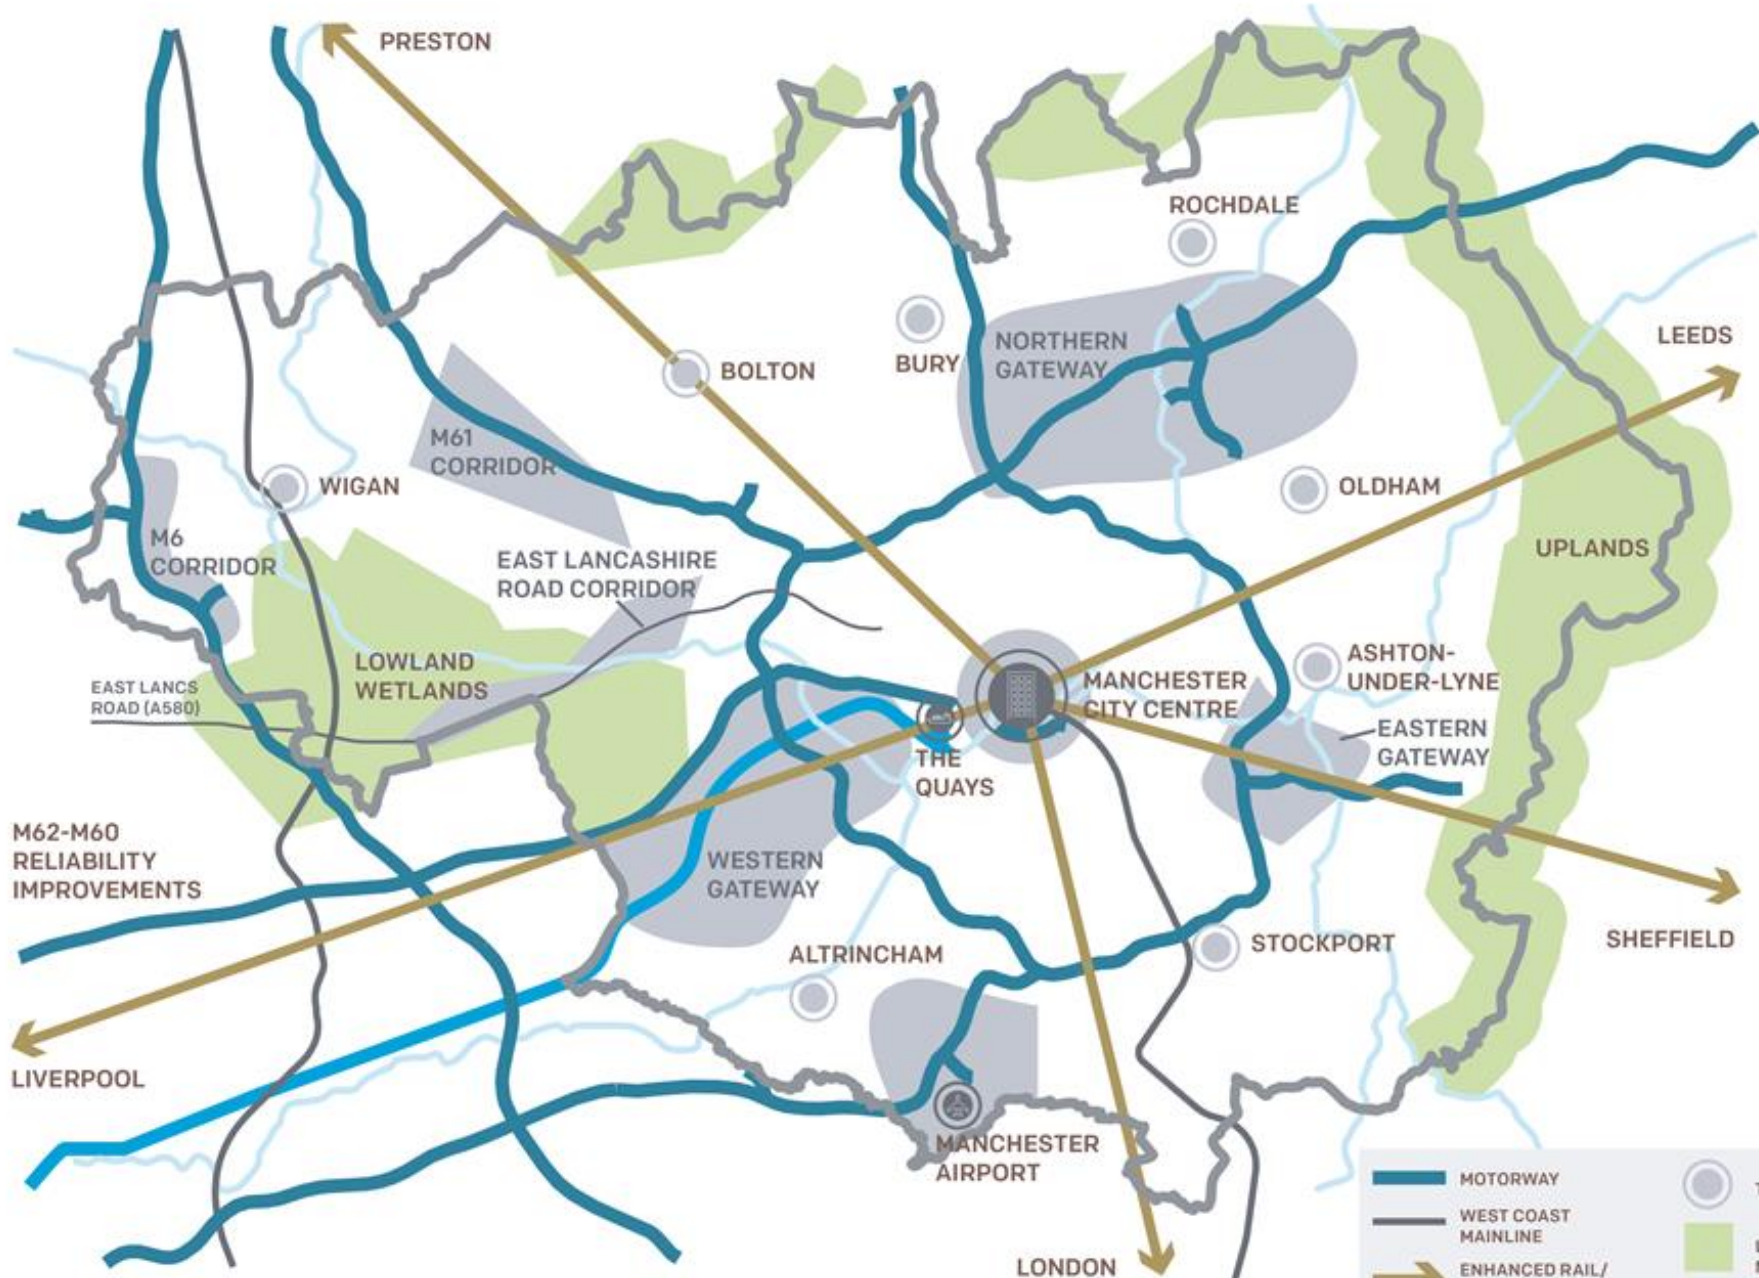 PRESTON
ROCHDALE
LEEDS
NORTHERN
GATEWAY
BURY
BOLTON
M61
CORRIDOR
WIGAN
OLDHAM
M6
CORRIDOR
EAST LANCASHIRE
ROAD CORRIDOR
UPLANDS
LOWLAND
WETLANDS
EAST LANCS
ROAD (A580)
ASHTON-
UNDER-LYNE
MANCHESTER
CITY CENTRE
EASTERN
GATEWAY
THE
QUAYS
M62-M60
RELIABILITY
IMPROVEMENTS
WESTERN
GATEWAY
ALTRINCHAM
STOCKPORT
SHEFFIELD
LIVERPOOL
MANCHESTER
AIRPORT
LONDON
MOTORWAY
WEST COAST
MAINLINE
ENHANCED RAIL/